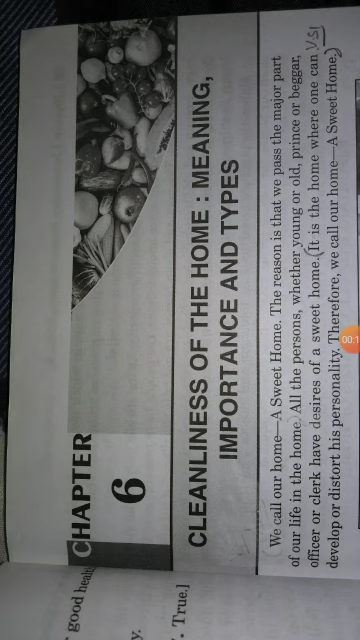 CHAPTER
6
CLEANLINESS OF THE HOME : MEANING,
IMPORTANCE AND TYPES
We call our home—A Sweet Home. The reason is that we pass the major part
of our life in the home. All the persons, whether young or old, prince or beggar,
officer or clerk have desires of a sweet home. (It is the home where one can
develop or distort his personality. Therefore, we call our home—A Sweet Home.)
good health
y.
. True.]
00:1